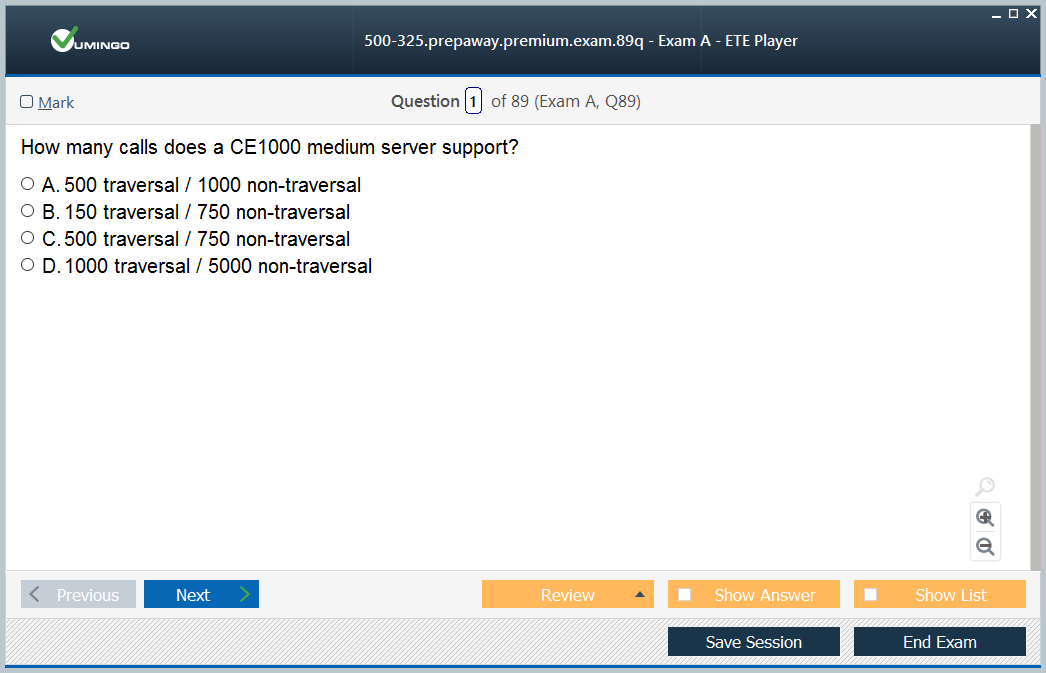 VUMINGO
500-325.prepaway.premium.exam.89q - Exam A - ETE Player
Mark
Question 1 of 89 (Exam A, Q89)
How many calls does a CE1000 medium server support?
A. 500 traversal / 1000 non-traversal
B. 150 traversal / 750 non-traversal
C. 500 traversal / 750 non-traversal
D. 1000 traversal / 5000 non-traversal
Previous
Next
Review
Show Answer
Show List
Save Session
End Exam